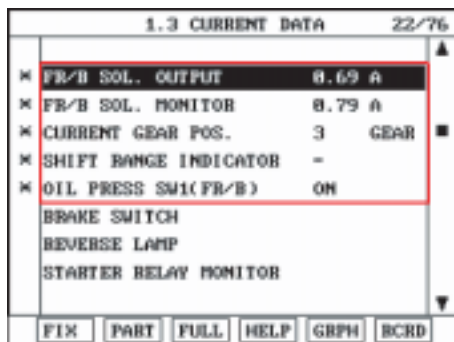 1.3 CURRENT DATA 22/76
× FR/B SOL. OUTPUT 0.69 A
× FR/B SOL. MONITOR 0.79 A
× CURRENT GEAR POS. 3 GEAR
× SHIFT RANGE INDICATOR -
× OIL PRESS SW1(FR/B) ON
BRAKE SWITCH
REVERSE LAMP
STARTER RELAY MONITOR
FIX PART FULL HELP GRPH RCRD